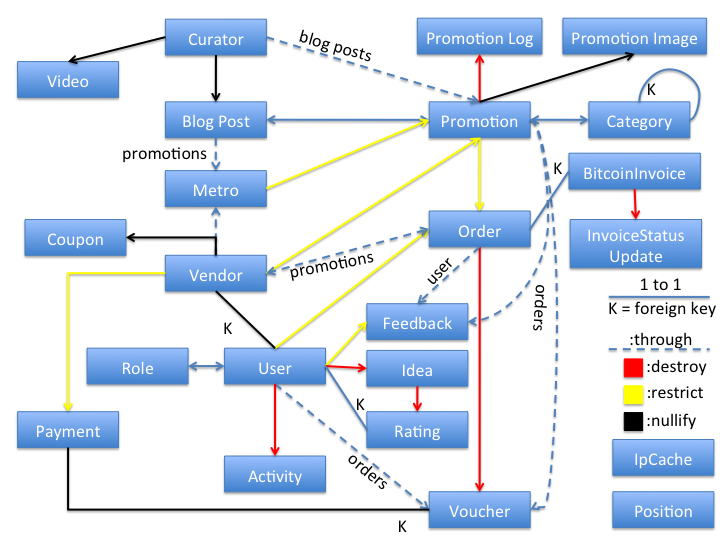 Curator
Promotion Log
Promotion Image
blog posts
Video
K
Blog Post
Promotion
Category
promotions
K
BitcoinInvoice
Metro
Coupon
Order
InvoiceStatus
Update
Vendor
promotions
user
1 to 1
K = foreign key
K
Feedback
orders
:through
Role
User
Idea
:destroy
:restrict
K
:nullify
Payment
Rating
IpCache
Activity
orders
Voucher
Position
K